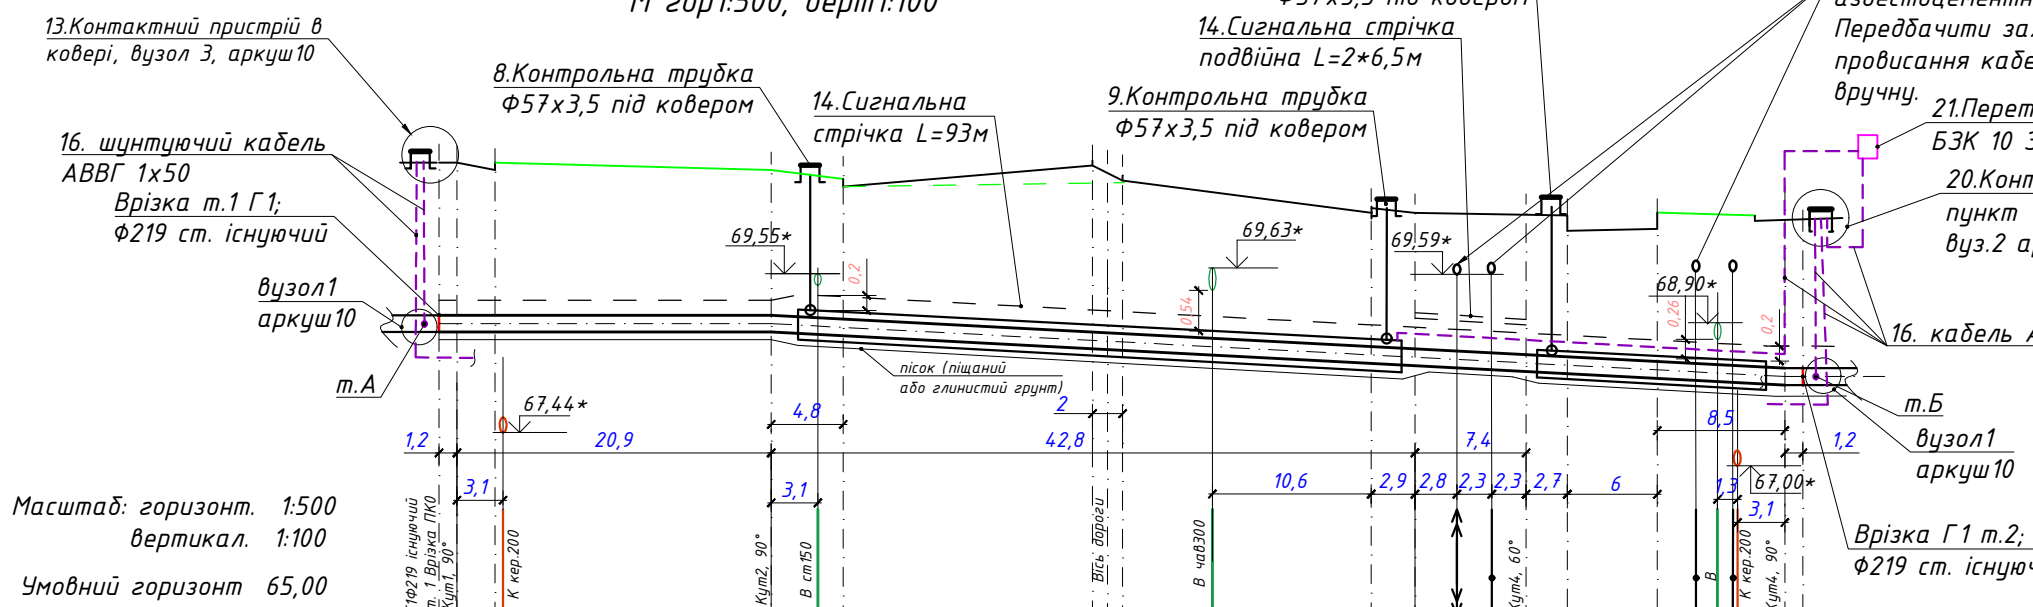 М гор1:500, верт1:100
13.Контактний пристрій в
ковері, вузол 3, аркуш10
8.Контрольна трубка
Ф57х3,5 під ковером
14.Сигнальна
стрічка L=93м
9.Контрольна трубка
Ф57х3,5 під ковером
Ф57х3,5 під ковером
14.Сигнальна стрічка
подвійна L=2*6,5м
азбестоцементн
Передбачити за
провисання кабе
вручну.
21.Перет
БЗК 10 З
20.Конт
пункт
вуз.2 а
16. шунтуючий кабель
АВВГ 1х50
Врізка т.1 Г1;
Ф219 ст. існуючий
вузол1
аркуш10
т.А
69,55*
0,2
69,63*
0,54
69,59*
68,90*
0,26
0,2
16. кабель А
пісок (піщаний
або глинистий грунт)
67,44*
4,8
2
8,5
т.Б
вузол1
аркуш10
1,2
20,9
42,8
7,4
1,2
3,1
3,1
10,6
2,9
2,8
2,3
2,3
2,7
6
1,3
67,00*
3,1
Масштаб: горизонт. 1:500
вертикал. 1:100
Умовний горизонт 65,00
Ф219 існуючий
т. 1 Врізка ПК0
Кут1, 90°
К кер.200
Кут2, 90°
В ст150
Вісь дороги
В чав300
Кут4, 60°
В
К кер.200
Кут4, 90°
Врізка Г1 т.2;
Ф219 ст. існуюч